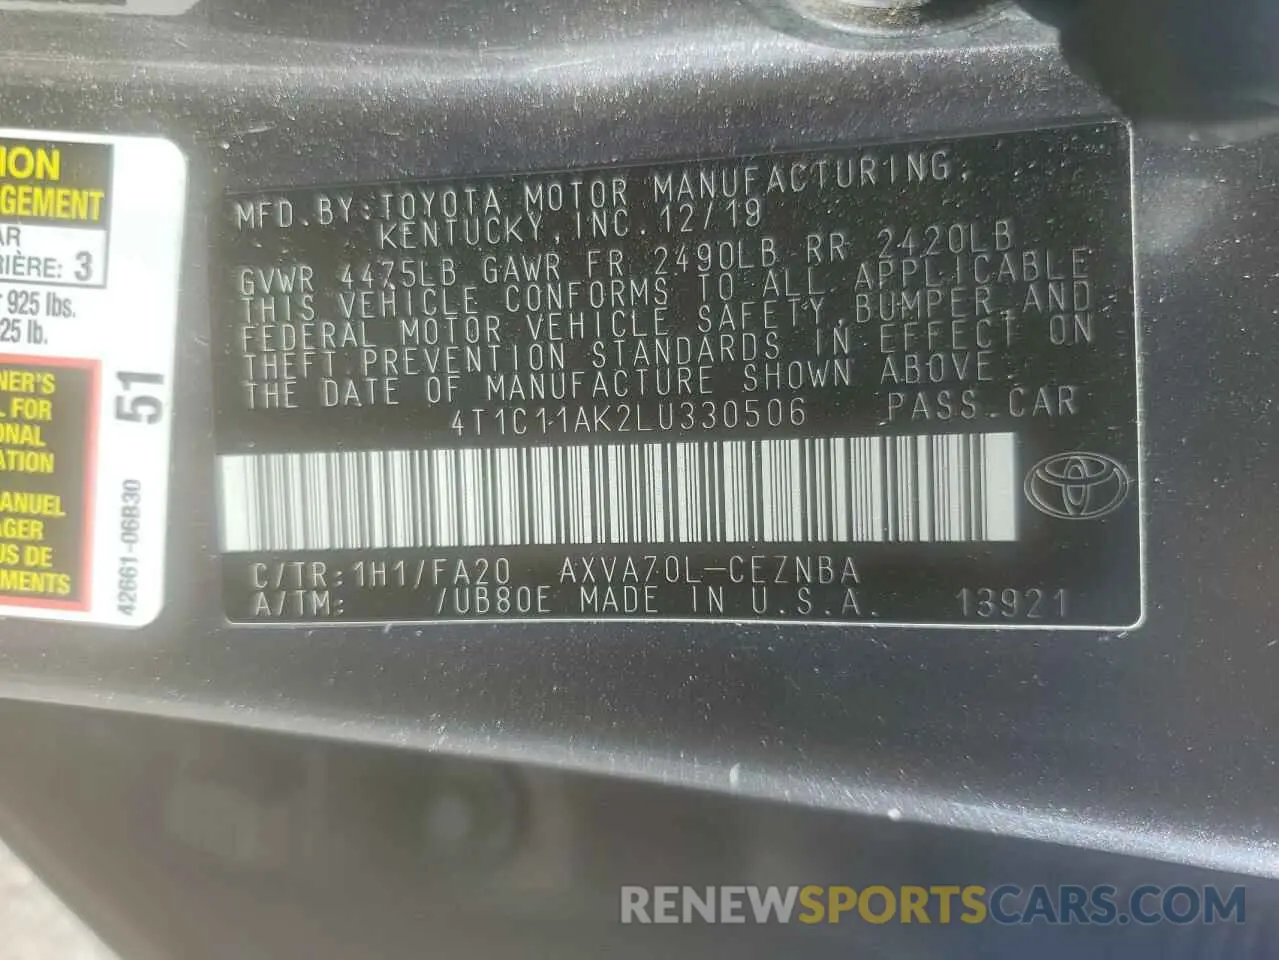 ION
GEMENT
AR
RIÈRE: 3
925 lbs.
25 lb.
NER'S
L FOR
ONAL
ATION
ANUEL
AGER
US DE
MENTS
51
42661-06B30
MFD. BY: TOYOTA MOTOR MANUFACTURING,
KENTUCKY, INC. 12/19
GVWR 4475LB GAWR FR 2490LB RR 2420LB
THIS VEHICLE CONFORMS TO ALL APPLICABLE
FEDERAL MOTOR VEHICLE SAFETY, BUMPER, AND
THEFT PREVENTION STANDARDS IN EFFECT ON
THE DATE OF MANUFACTURE SHOWN ABOVE.
4T1C11AK2LU330506 PASS. CAR
C/TR: 1H1/FA20 AXVA70L-CEZNBA
A/TM: /UB80E MADE IN U.S.A. 13921
RENEWSPORTSCARS.COM